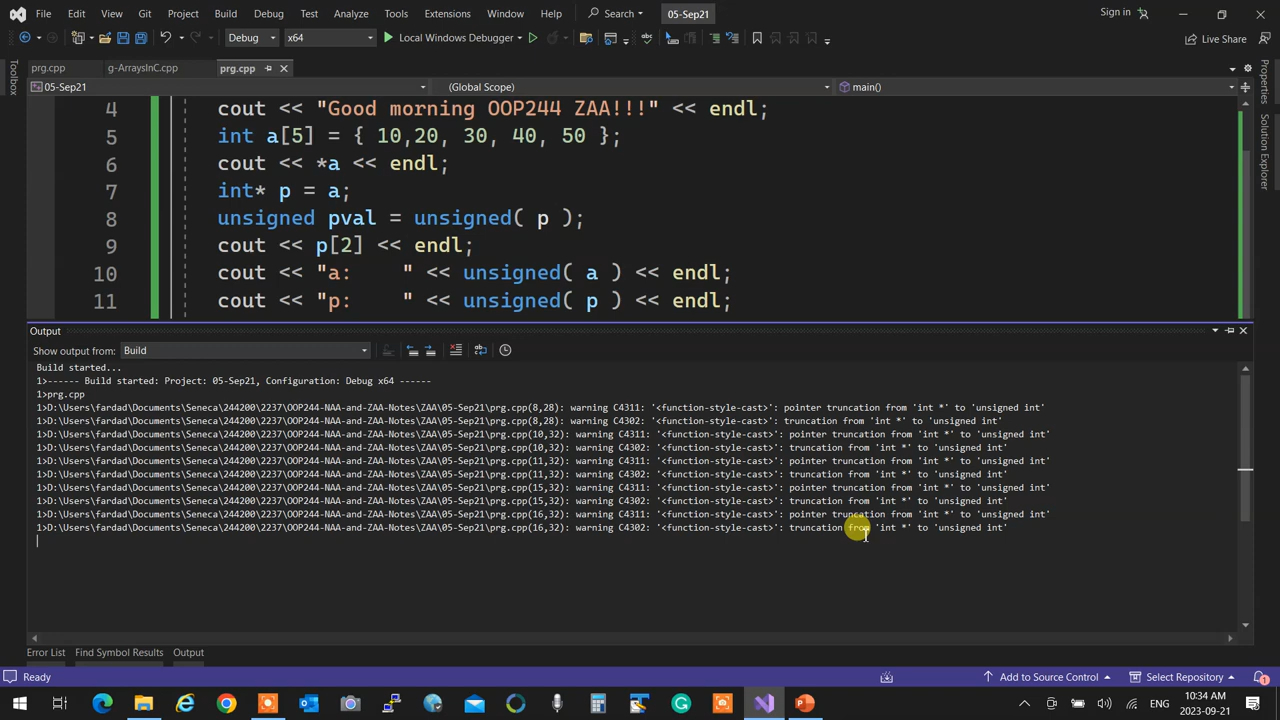 File Edit View Git Project Build Debug Test Analyze Tools Extensions Window Help Search 05-Sep21 Sign in
Debug x64 Local Windows Debugger Live Share
prg.cpp g-ArraysInC.cpp prg.cpp
05-Sep21 (Global Scope) main()
Toolbox
Properties
Solution Explorer
4 cout << "Good morning OOP244 ZAA!!!" << endl;
5 int a[5] = { 10,20, 30, 40, 50 };
6 cout << *a << endl;
7 int* p = a;
8 unsigned pval = unsigned( p );
9 cout << p[2] << endl;
10 cout << "a:    " << unsigned( a ) << endl;
11 cout << "p:    " << unsigned( p ) << endl;
Output
Show output from: Build
Build started...
1>------ Build started: Project: 05-Sep21, Configuration: Debug x64 ------
1>prg.cpp
1>D:\Users\fardad\Documents\Seneca\244200\2237\OOP244-NAA-and-ZAA-Notes\ZAA\05-Sep21\prg.cpp(8,28): warning C4311: '<function-style-cast>': pointer truncation from 'int *' to 'unsigned int'
1>D:\Users\fardad\Documents\Seneca\244200\2237\OOP244-NAA-and-ZAA-Notes\ZAA\05-Sep21\prg.cpp(8,28): warning C4302: '<function-style-cast>': truncation from 'int *' to 'unsigned int'
1>D:\Users\fardad\Documents\Seneca\244200\2237\OOP244-NAA-and-ZAA-Notes\ZAA\05-Sep21\prg.cpp(10,32): warning C4311: '<function-style-cast>': pointer truncation from 'int *' to 'unsigned int'
1>D:\Users\fardad\Documents\Seneca\244200\2237\OOP244-NAA-and-ZAA-Notes\ZAA\05-Sep21\prg.cpp(10,32): warning C4302: '<function-style-cast>': truncation from 'int *' to 'unsigned int'
1>D:\Users\fardad\Documents\Seneca\244200\2237\OOP244-NAA-and-ZAA-Notes\ZAA\05-Sep21\prg.cpp(11,32): warning C4311: '<function-style-cast>': pointer truncation from 'int *' to 'unsigned int'
1>D:\Users\fardad\Documents\Seneca\244200\2237\OOP244-NAA-and-ZAA-Notes\ZAA\05-Sep21\prg.cpp(11,32): warning C4302: '<function-style-cast>': truncation from 'int *' to 'unsigned int'
1>D:\Users\fardad\Documents\Seneca\244200\2237\OOP244-NAA-and-ZAA-Notes\ZAA\05-Sep21\prg.cpp(15,32): warning C4311: '<function-style-cast>': pointer truncation from 'int *' to 'unsigned int'
1>D:\Users\fardad\Documents\Seneca\244200\2237\OOP244-NAA-and-ZAA-Notes\ZAA\05-Sep21\prg.cpp(15,32): warning C4302: '<function-style-cast>': truncation from 'int *' to 'unsigned int'
1>D:\Users\fardad\Documents\Seneca\244200\2237\OOP244-NAA-and-ZAA-Notes\ZAA\05-Sep21\prg.cpp(16,32): warning C4311: '<function-style-cast>': pointer truncation from 'int *' to 'unsigned int'
1>D:\Users\fardad\Documents\Seneca\244200\2237\OOP244-NAA-and-ZAA-Notes\ZAA\05-Sep21\prg.cpp(16,32): warning C4302: '<function-style-cast>': truncation from 'int *' to 'unsigned int'
Error List Find Symbol Results Output
Ready Add to Source Control Select Repository 1
ENG 10:34 AM
2023-09-21